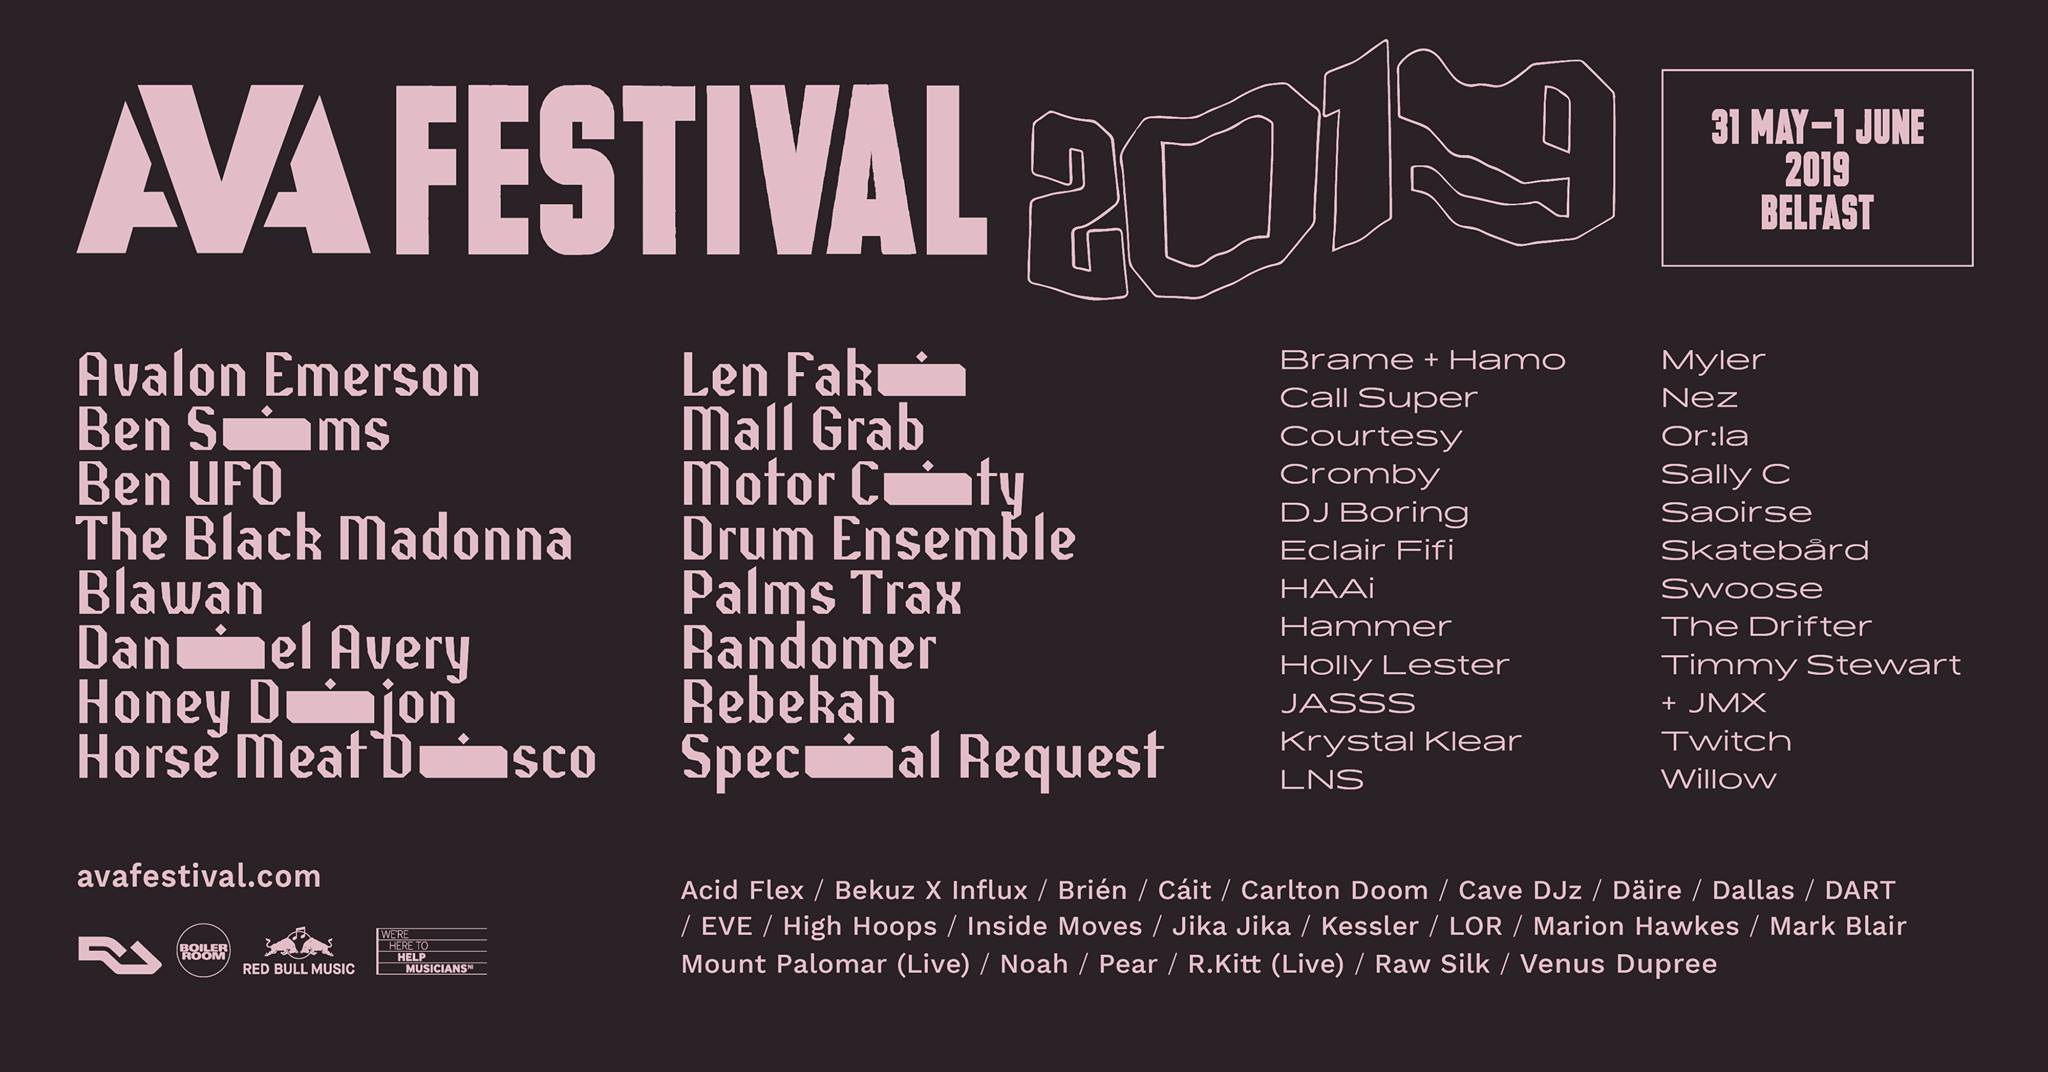 AVA FESTIVAL 2019
31 MAY–1 JUNE
2019
BELFAST
Avalon Emerson
Ben Sims
Ben UFO
The Black Madonna
Blawan
Daniel Avery
Honey Dijon
Horse Meat Disco
Len Faki
Mall Grab
Motor City
Drum Ensemble
Palms Trax
Randomer
Rebekah
Special Request
Brame + Hamo
Call Super
Courtesy
Cromby
DJ Boring
Eclair Fifi
HAAi
Hammer
Holly Lester
JASSS
Krystal Klear
LNS
Myler
Nez
Or:la
Sally C
Saoirse
Skatebård
Swoose
The Drifter
Timmy Stewart
+ JMX
Twitch
Willow
avafestival.com
RA
BOILER
ROOM
RED BULL MUSIC
WE'RE
HERE TO
HELP
MUSICIANS NI
Acid Flex / Bekuz X Influx / Brién / Cáit / Carlton Doom / Cave DJz / Däire / Dallas / DART
/ EVE / High Hoops / Inside Moves / Jika Jika / Kessler / LOR / Marion Hawkes / Mark Blair
Mount Palomar (Live) / Noah / Pear / R.Kitt (Live) / Raw Silk / Venus Dupree